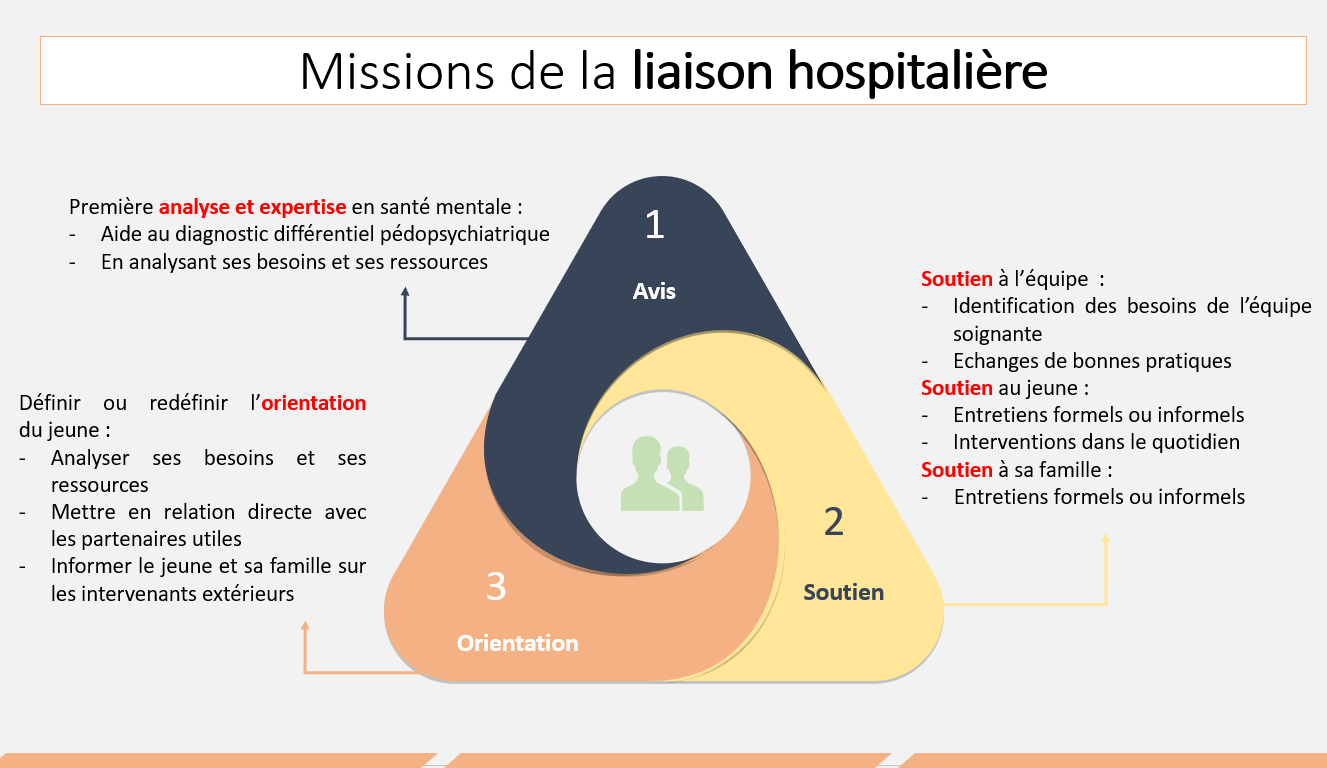 Missions de la liaison hospitalière
Première analyse et expertise en santé mentale :
- Aide au diagnostic différentiel pédopsychiatrique
- En analysant ses besoins et ses ressources
1
Avis
Soutien à l’équipe :
- Identification des besoins de l’équipe
soignante
- Echanges de bonnes pratiques
Soutien au jeune :
- Entretiens formels ou informels
- Interventions dans le quotidien
Soutien à sa famille :
- Entretiens formels ou informels
2
Soutien
Définir ou redéfinir l’orientation
du jeune :
- Analyser ses besoins et ses
ressources
- Mettre en relation directe avec
les partenaires utiles
- Informer le jeune et sa famille sur
les intervenants extérieurs
3
Orientation